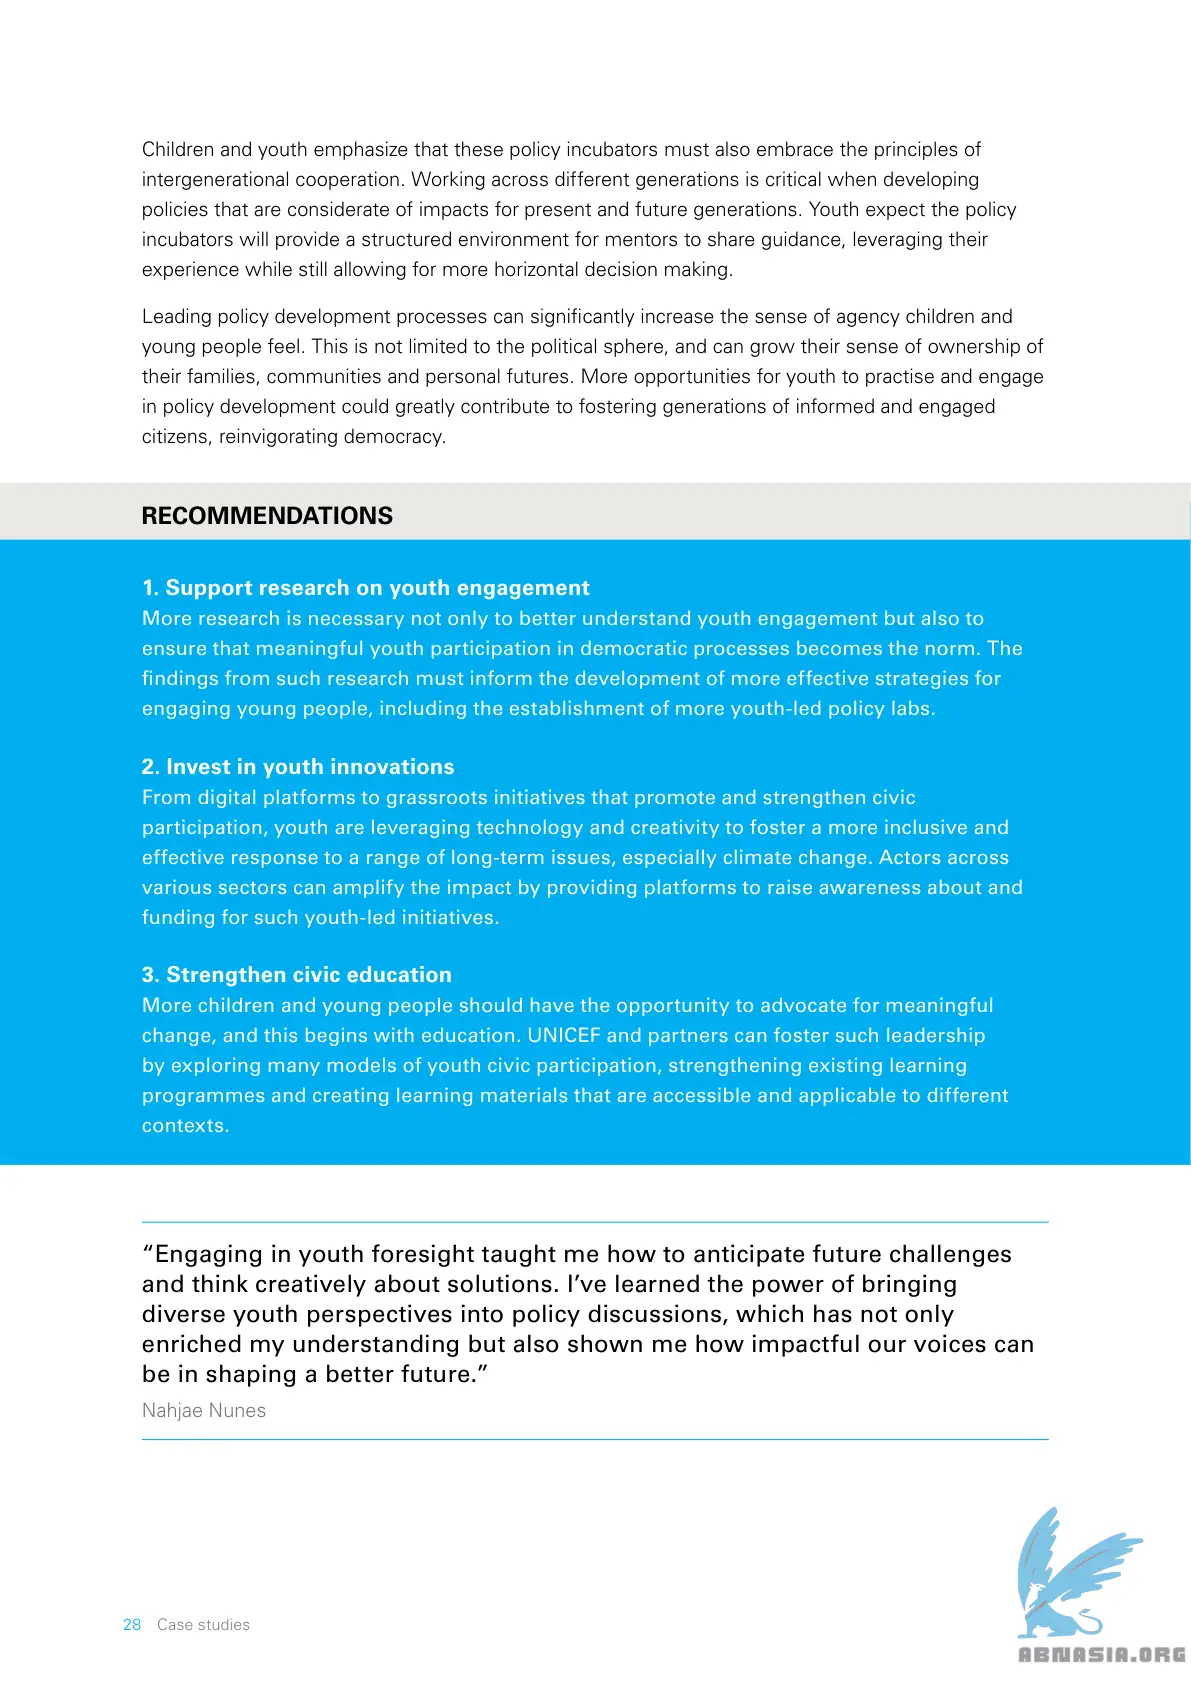 Children and youth emphasize that these policy incubators must also embrace the principles of
intergenerational cooperation. Working across different generations is critical when developing
policies that are considerate of impacts for present and future generations. Youth expect the policy
incubators will provide a structured environment for mentors to share guidance, leveraging their
experience while still allowing for more horizontal decision making.
Leading policy development processes can significantly increase the sense of agency children and
young people feel. This is not limited to the political sphere, and can grow their sense of ownership of
their families, communities and personal futures. More opportunities for youth to practise and engage
in policy development could greatly contribute to fostering generations of informed and engaged
citizens, reinvigorating democracy.
RECOMMENDATIONS
1. Support research on youth engagement
More research is necessary not only to better understand youth engagement but also to
ensure that meaningful youth participation in democratic processes becomes the norm. The
findings from such research must inform the development of more effective strategies for
engaging young people, including the establishment of more youth-led policy labs.
2. Invest in youth innovations
From digital platforms to grassroots initiatives that promote and strengthen civic
participation, youth are leveraging technology and creativity to foster a more inclusive and
effective response to a range of long-term issues, especially climate change. Actors across
various sectors can amplify the impact by providing platforms to raise awareness about and
funding for such youth-led initiatives.
3. Strengthen civic education
More children and young people should have the opportunity to advocate for meaningful
change, and this begins with education. UNICEF and partners can foster such leadership
by exploring many models of youth civic participation, strengthening existing learning
programmes and creating learning materials that are accessible and applicable to different
contexts.
“Engaging in youth foresight taught me how to anticipate future challenges
and think creatively about solutions. I’ve learned the power of bringing
diverse youth perspectives into policy discussions, which has not only
enriched my understanding but also shown me how impactful our voices can
be in shaping a better future.”
Nahjae Nunes
28 Case studies
ABNASIA.ORG